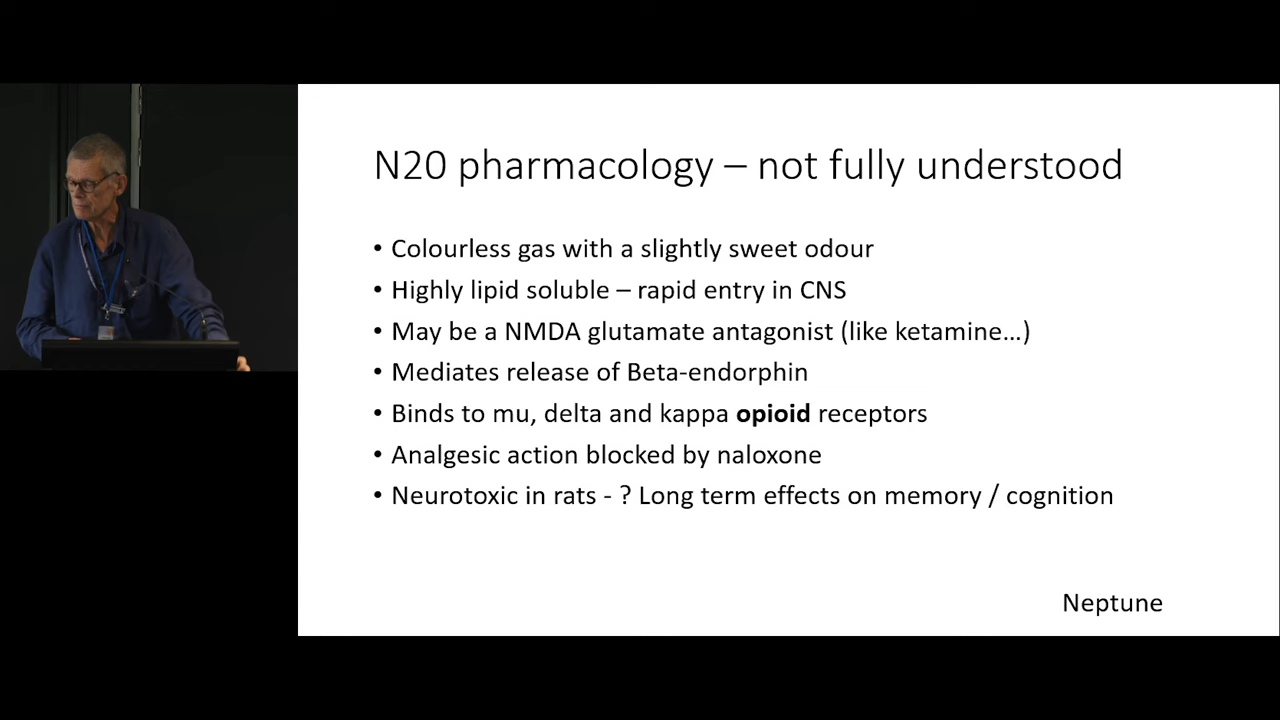 N20 pharmacology – not fully understood
• Colourless gas with a slightly sweet odour
• Highly lipid soluble – rapid entry in CNS
• May be a NMDA glutamate antagonist (like ketamine…)
• Mediates release of Beta-endorphin
• Binds to mu, delta and kappa opioid receptors
• Analgesic action blocked by naloxone
• Neurotoxic in rats - ? Long term effects on memory / cognition
Neptune